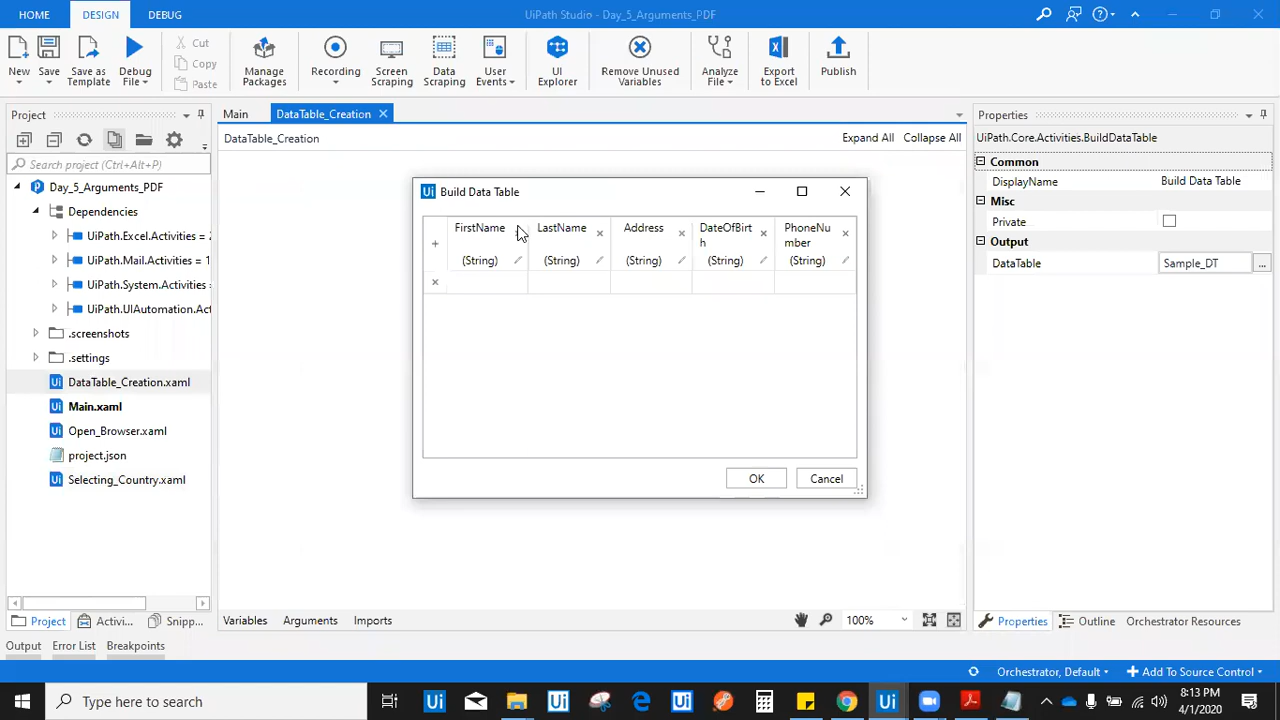 HOME
DESIGN
DEBUG
UiPath Studio - Day_5_Arguments_PDF
New
Save
Save as Template
Debug File
Cut
Copy
Paste
Manage Packages
Recording
Screen Scraping
Data Scraping
User Events
UI Explorer
Remove Unused Variables
Analyze File
Export to Excel
Publish
Project
Search project (Ctrl+Alt+P)
Day_5_Arguments_PDF
Dependencies
UiPath.Excel.Activities =
UiPath.Mail.Activities = 1
UiPath.System.Activities =
UiPath.UIAutomation.Act
.screenshots
.settings
DataTable_Creation.xaml
Main.xaml
Open_Browser.xaml
project.json
Selecting_Country.xaml
Project
Activi...
Snipp...
Main
DataTable_Creation
DataTable_Creation
Expand All
Collapse All
Build Data Table
FirstName
LastName
Address
DateOfBirt
h
PhoneNu
mber
(String)
(String)
(String)
(String)
(String)
OK
Cancel
Variables
Arguments
Imports
100%
Properties
UiPath.Core.Activities.BuildDataTable
Common
DisplayName
Build Data Table
Misc
Private
Output
DataTable
Sample_DT
...
Properties
Outline
Orchestrator Resources
Output
Error List
Breakpoints
Orchestrator, Default
Add To Source Control
Type here to search
8:13 PM
4/1/2020